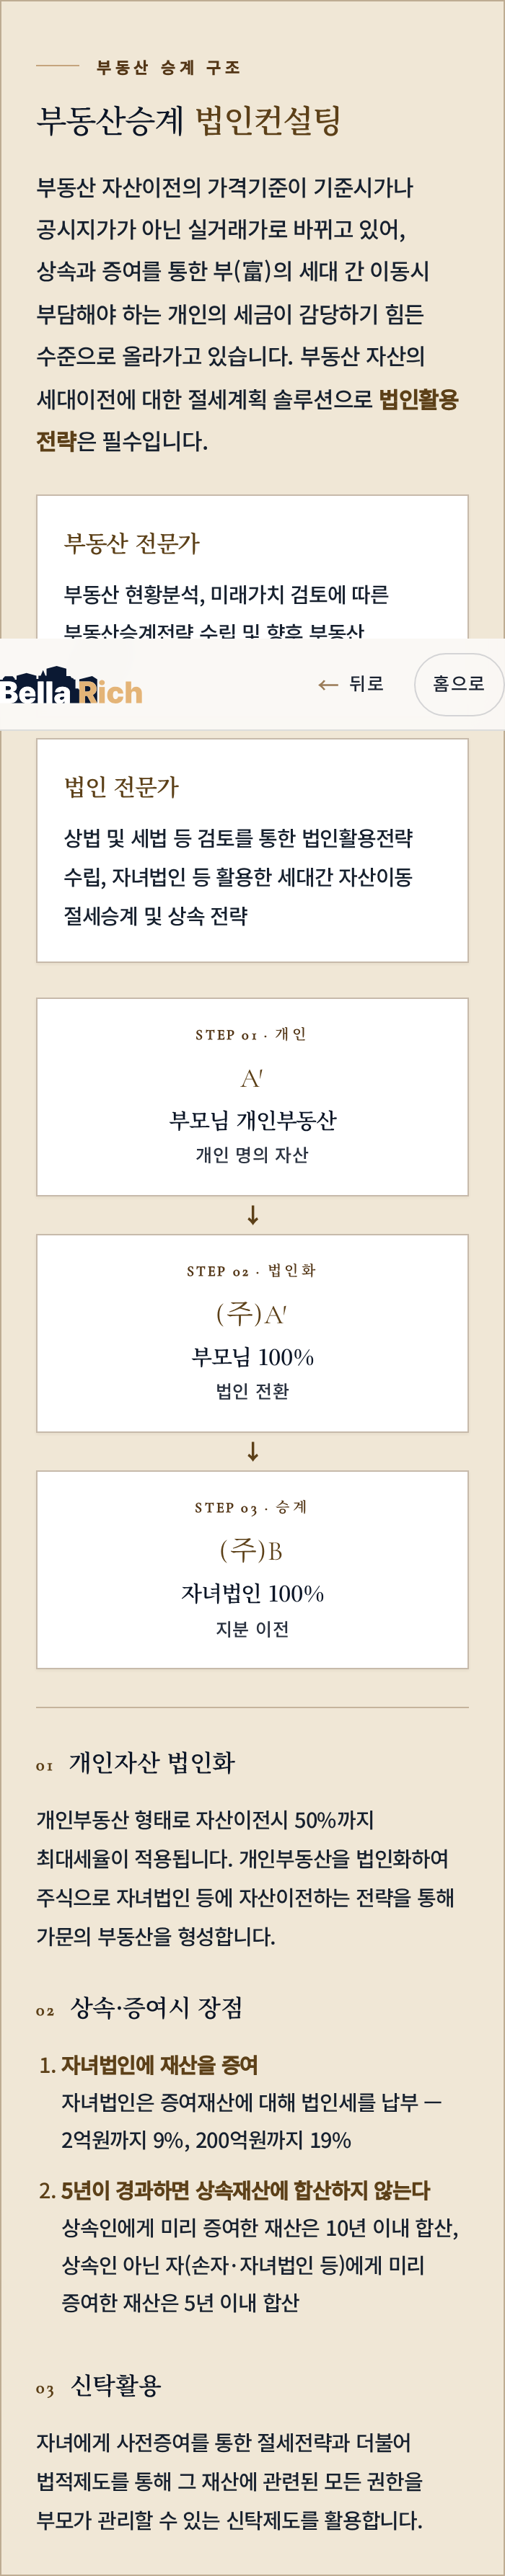 부동산 승계 구조
부동산승계 법인컨설팅
부동산 자산이전의 가격기준이 기준시가나
공시지가가 아닌 실거래가로 바뀌고 있어,
상속과 증여를 통한 부(富)의 세대 간 이동시
부담해야 하는 개인의 세금이 감당하기 힘든
수준으로 올라가고 있습니다. 부동산 자산의
세대이전에 대한 절세계획 솔루션으로 법인활용
전략은 필수입니다.
부동산 전문가
부동산 현황분석, 미래가치 검토에 따른
부동산승계전략 수립 및 향후 부동산
Bella Rich
← 뒤로
홈으로
법인 전문가
상법 및 세법 등 검토를 통한 법인활용전략
수립, 자녀법인 등 활용한 세대간 자산이동
절세승계 및 상속 전략
STEP 01 · 개인
A'
부모님 개인부동산
개인 명의 자산
↓
STEP 02 · 법인화
(주)A'
부모님 100%
법인 전환
↓
STEP 03 · 승계
(주)B
자녀법인 100%
지분 이전
01 개인자산 법인화
개인부동산 형태로 자산이전시 50%까지
최대세율이 적용됩니다. 개인부동산을 법인화하여
주식으로 자녀법인 등에 자산이전하는 전략을 통해
가문의 부동산을 형성합니다.
02 상속·증여시 장점
1. 자녀법인에 재산을 증여
자녀법인은 증여재산에 대해 법인세를 납부 —
2억원까지 9%, 200억원까지 19%
2. 5년이 경과하면 상속재산에 합산하지 않는다
상속인에게 미리 증여한 재산은 10년 이내 합산,
상속인 아닌 자(손자·자녀법인 등)에게 미리
증여한 재산은 5년 이내 합산
03 신탁활용
자녀에게 사전증여를 통한 절세전략과 더불어
법적제도를 통해 그 재산에 관련된 모든 권한을
부모가 관리할 수 있는 신탁제도를 활용합니다.